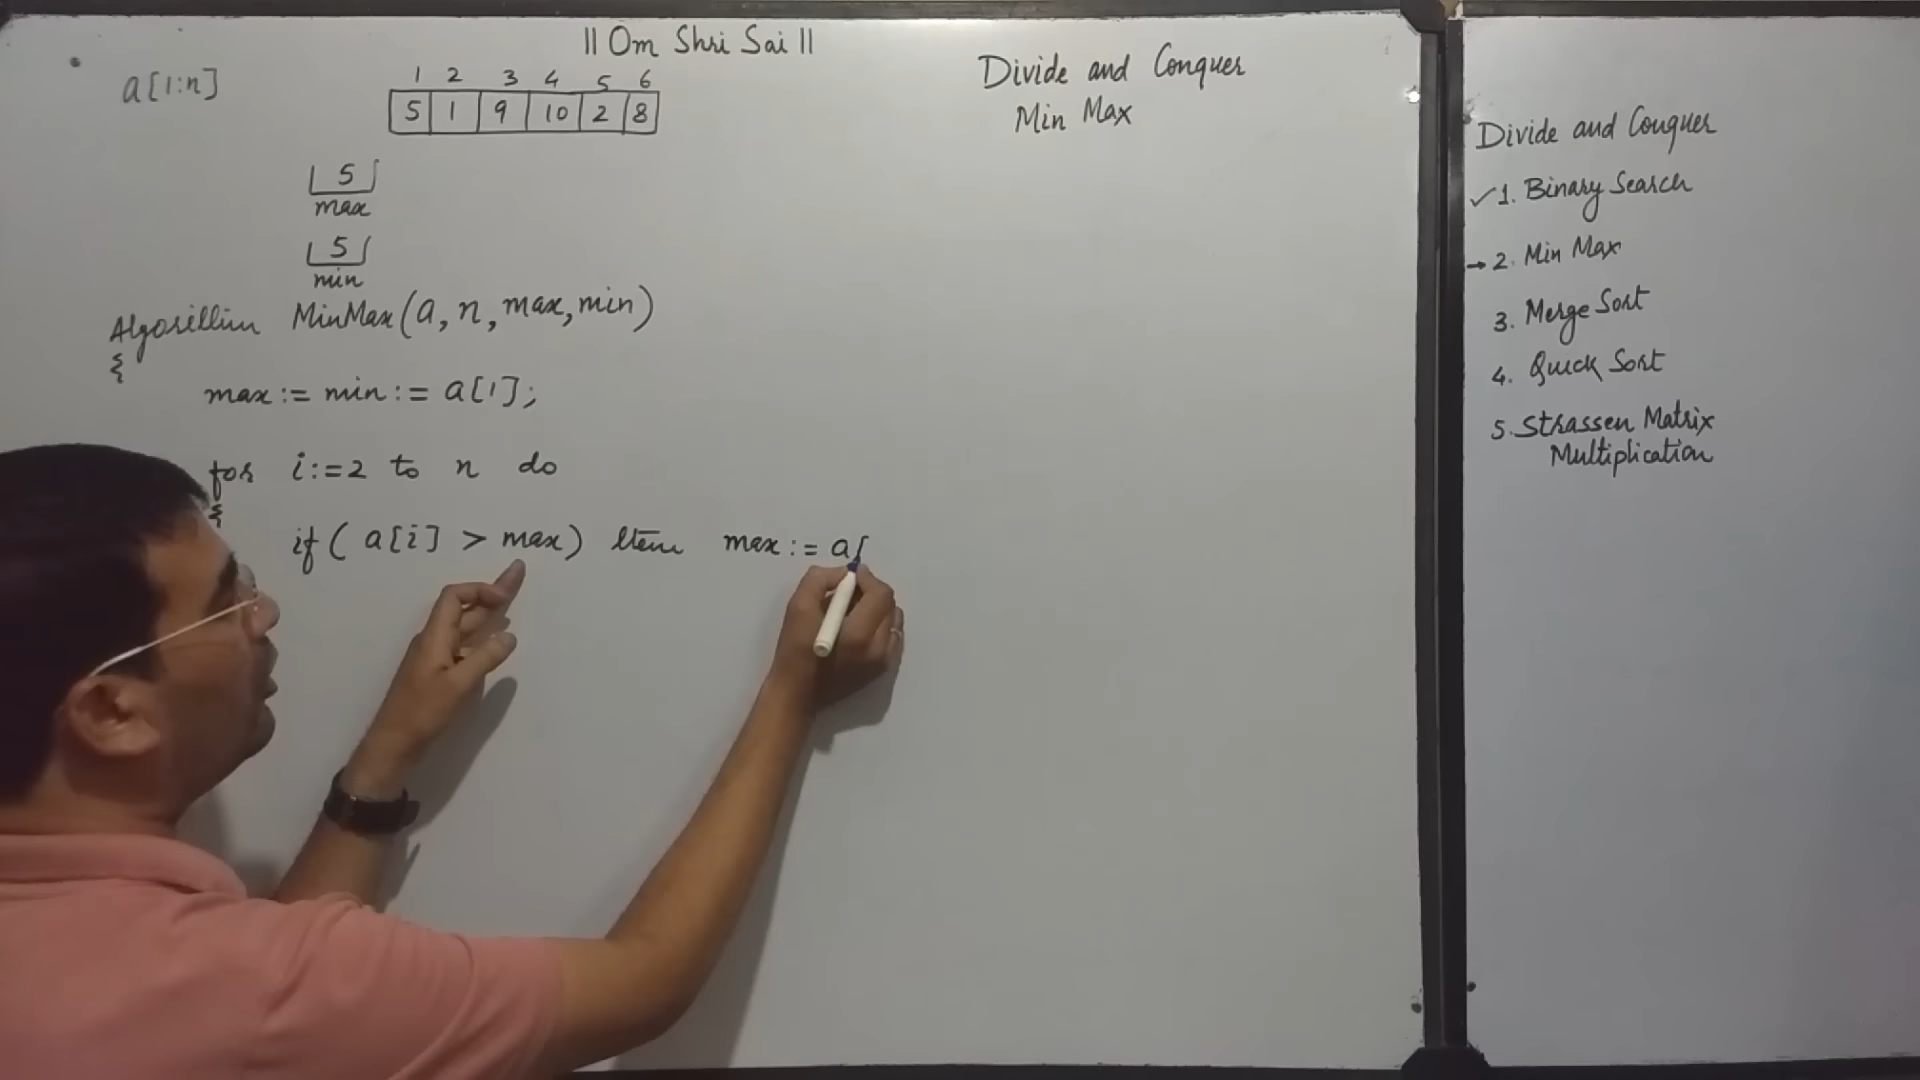 || Om Shri Sai ||
a[1:n]
1 2 3 4 5 6
5 1 9 10 2 8
5
max
5
min
Algorithm MinMax(a, n, max, min)
{
max := min := a[1];
for i:=2 to n do
{
if ( a[i] > max) then max := a[
Divide and Conquer
Min Max
Divide and Conquer
✓ 1. Binary Search
→ 2. Min Max
3. Merge Sort
4. Quick Sort
5. Strassen Matrix
Multiplication